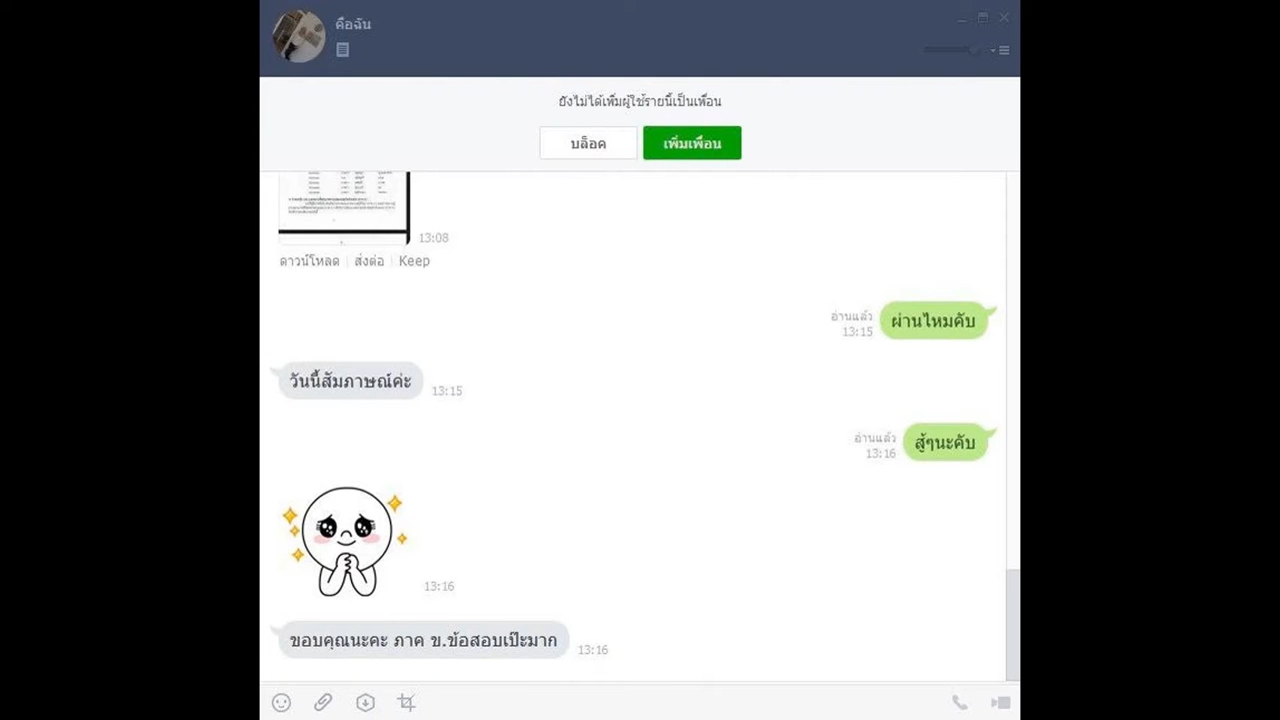 คือฉัน
ยังไม่ได้เพิ่มผู้ใช้รายนี้เป็นเพื่อน
บล็อค
เพิ่มเพื่อน
13:08
ดาวน์โหลด | ส่งต่อ | Keep
อ่านแล้ว
13:15
ผ่านไหมคับ
วันนี้สัมภาษณ์ค่ะ
13:15
อ่านแล้ว
13:16
สู้ๆนะคับ
13:16
ขอบคุณนะคะ ภาค ข.ข้อสอบเป๊ะมาก
13:16